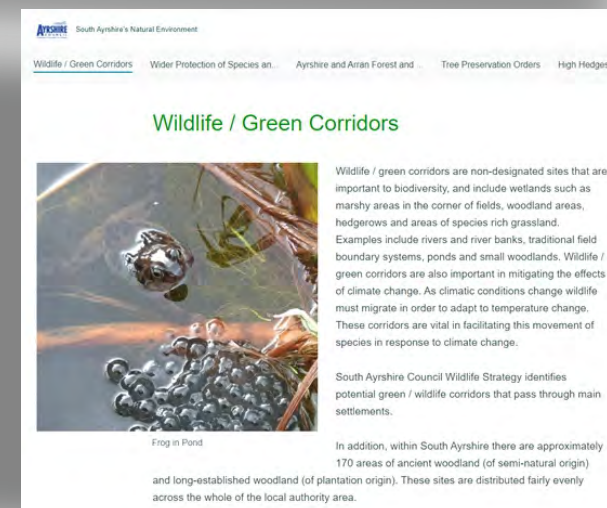 AYRSHIRE
COUNCIL
South Ayrshire's Natural Environment
Wildlife / Green Corridors
Wider Protection of Species an...
Ayrshire and Arran Forest and ...
Tree Preservation Orders
High Hedges
Wildlife / Green Corridors
Wildlife / green corridors are non-designated sites that are
important to biodiversity, and include wetlands such as
marshy areas in the corner of fields, woodland areas,
hedgerows and areas of species rich grassland.
Examples include rivers and river banks, traditional field
boundary systems, ponds and small woodlands. Wildlife /
green corridors are also important in mitigating the effects
of climate change. As climatic conditions change wildlife
must migrate in order to adapt to temperature change.
These corridors are vital in facilitating this movement of
species in response to climate change.
South Ayrshire Council Wildlife Strategy identifies
potential green / wildlife corridors that pass through main
settlements.
Frog in Pond
In addition, within South Ayrshire there are approximately
170 areas of ancient woodland (of semi-natural origin)
and long-established woodland (of plantation origin). These sites are distributed fairly evenly
across the whole of the local authority area.